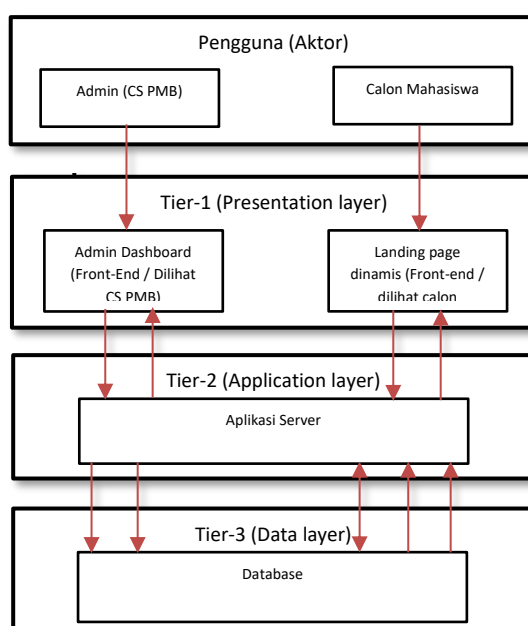 Pengguna (Aktor)
Admin (CS PMB)
Calon Mahasiswa
Tier-1 (Presentation layer)
Admin Dashboard
(Front-End / Dilihat
CS PMB)
Landing page
dinamis (Front-end /
dilihat calon
Tier-2 (Application layer)
Aplikasi Server
Tier-3 (Data layer)
Database